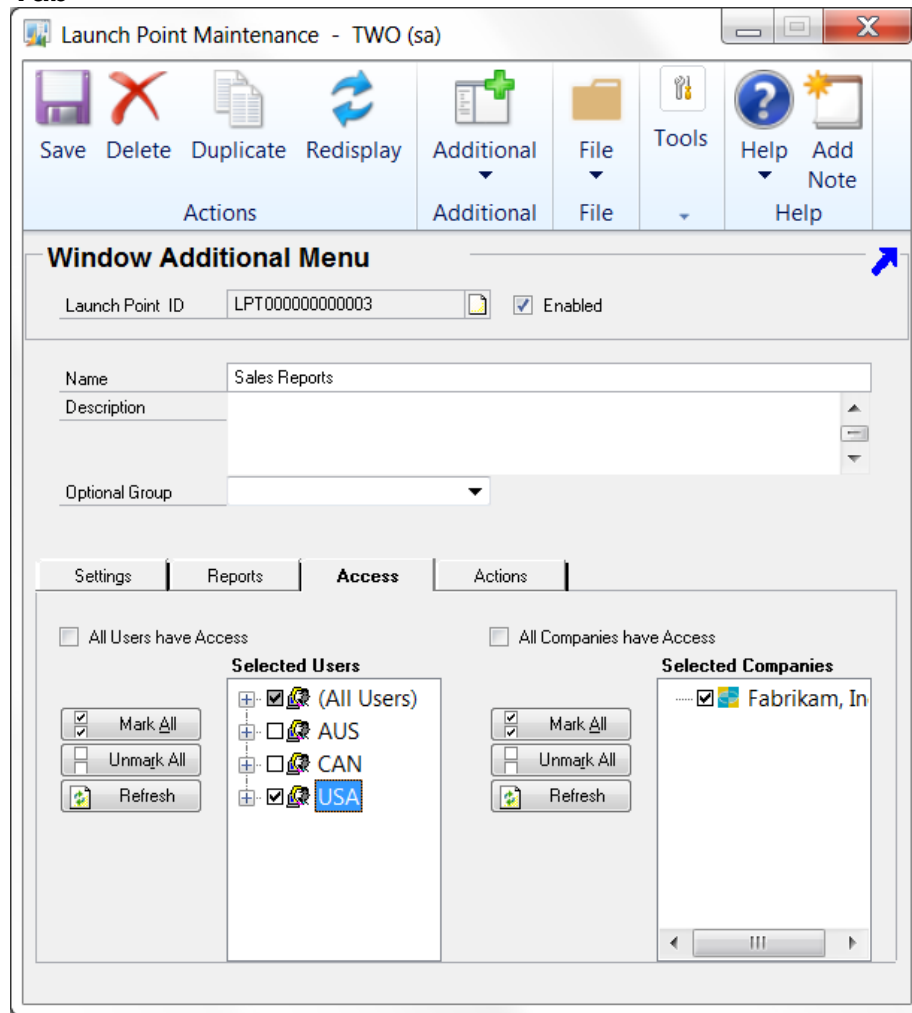 Launch Point Maintenance - TWO (sa)
Save Delete Duplicate Redisplay Additional File Tools Help Add Note
Actions Additional File Help
Window Additional Menu
Launch Point ID LPT000000000003 Enabled
Name Sales Reports
Description
Optional Group
Settings Reports Access Actions
All Users have Access All Companies have Access
Selected Users Selected Companies
(All Users) Fabrikam, In
Mark All AUS Mark All
Unmark All CAN Unmark All
Refresh USA Refresh